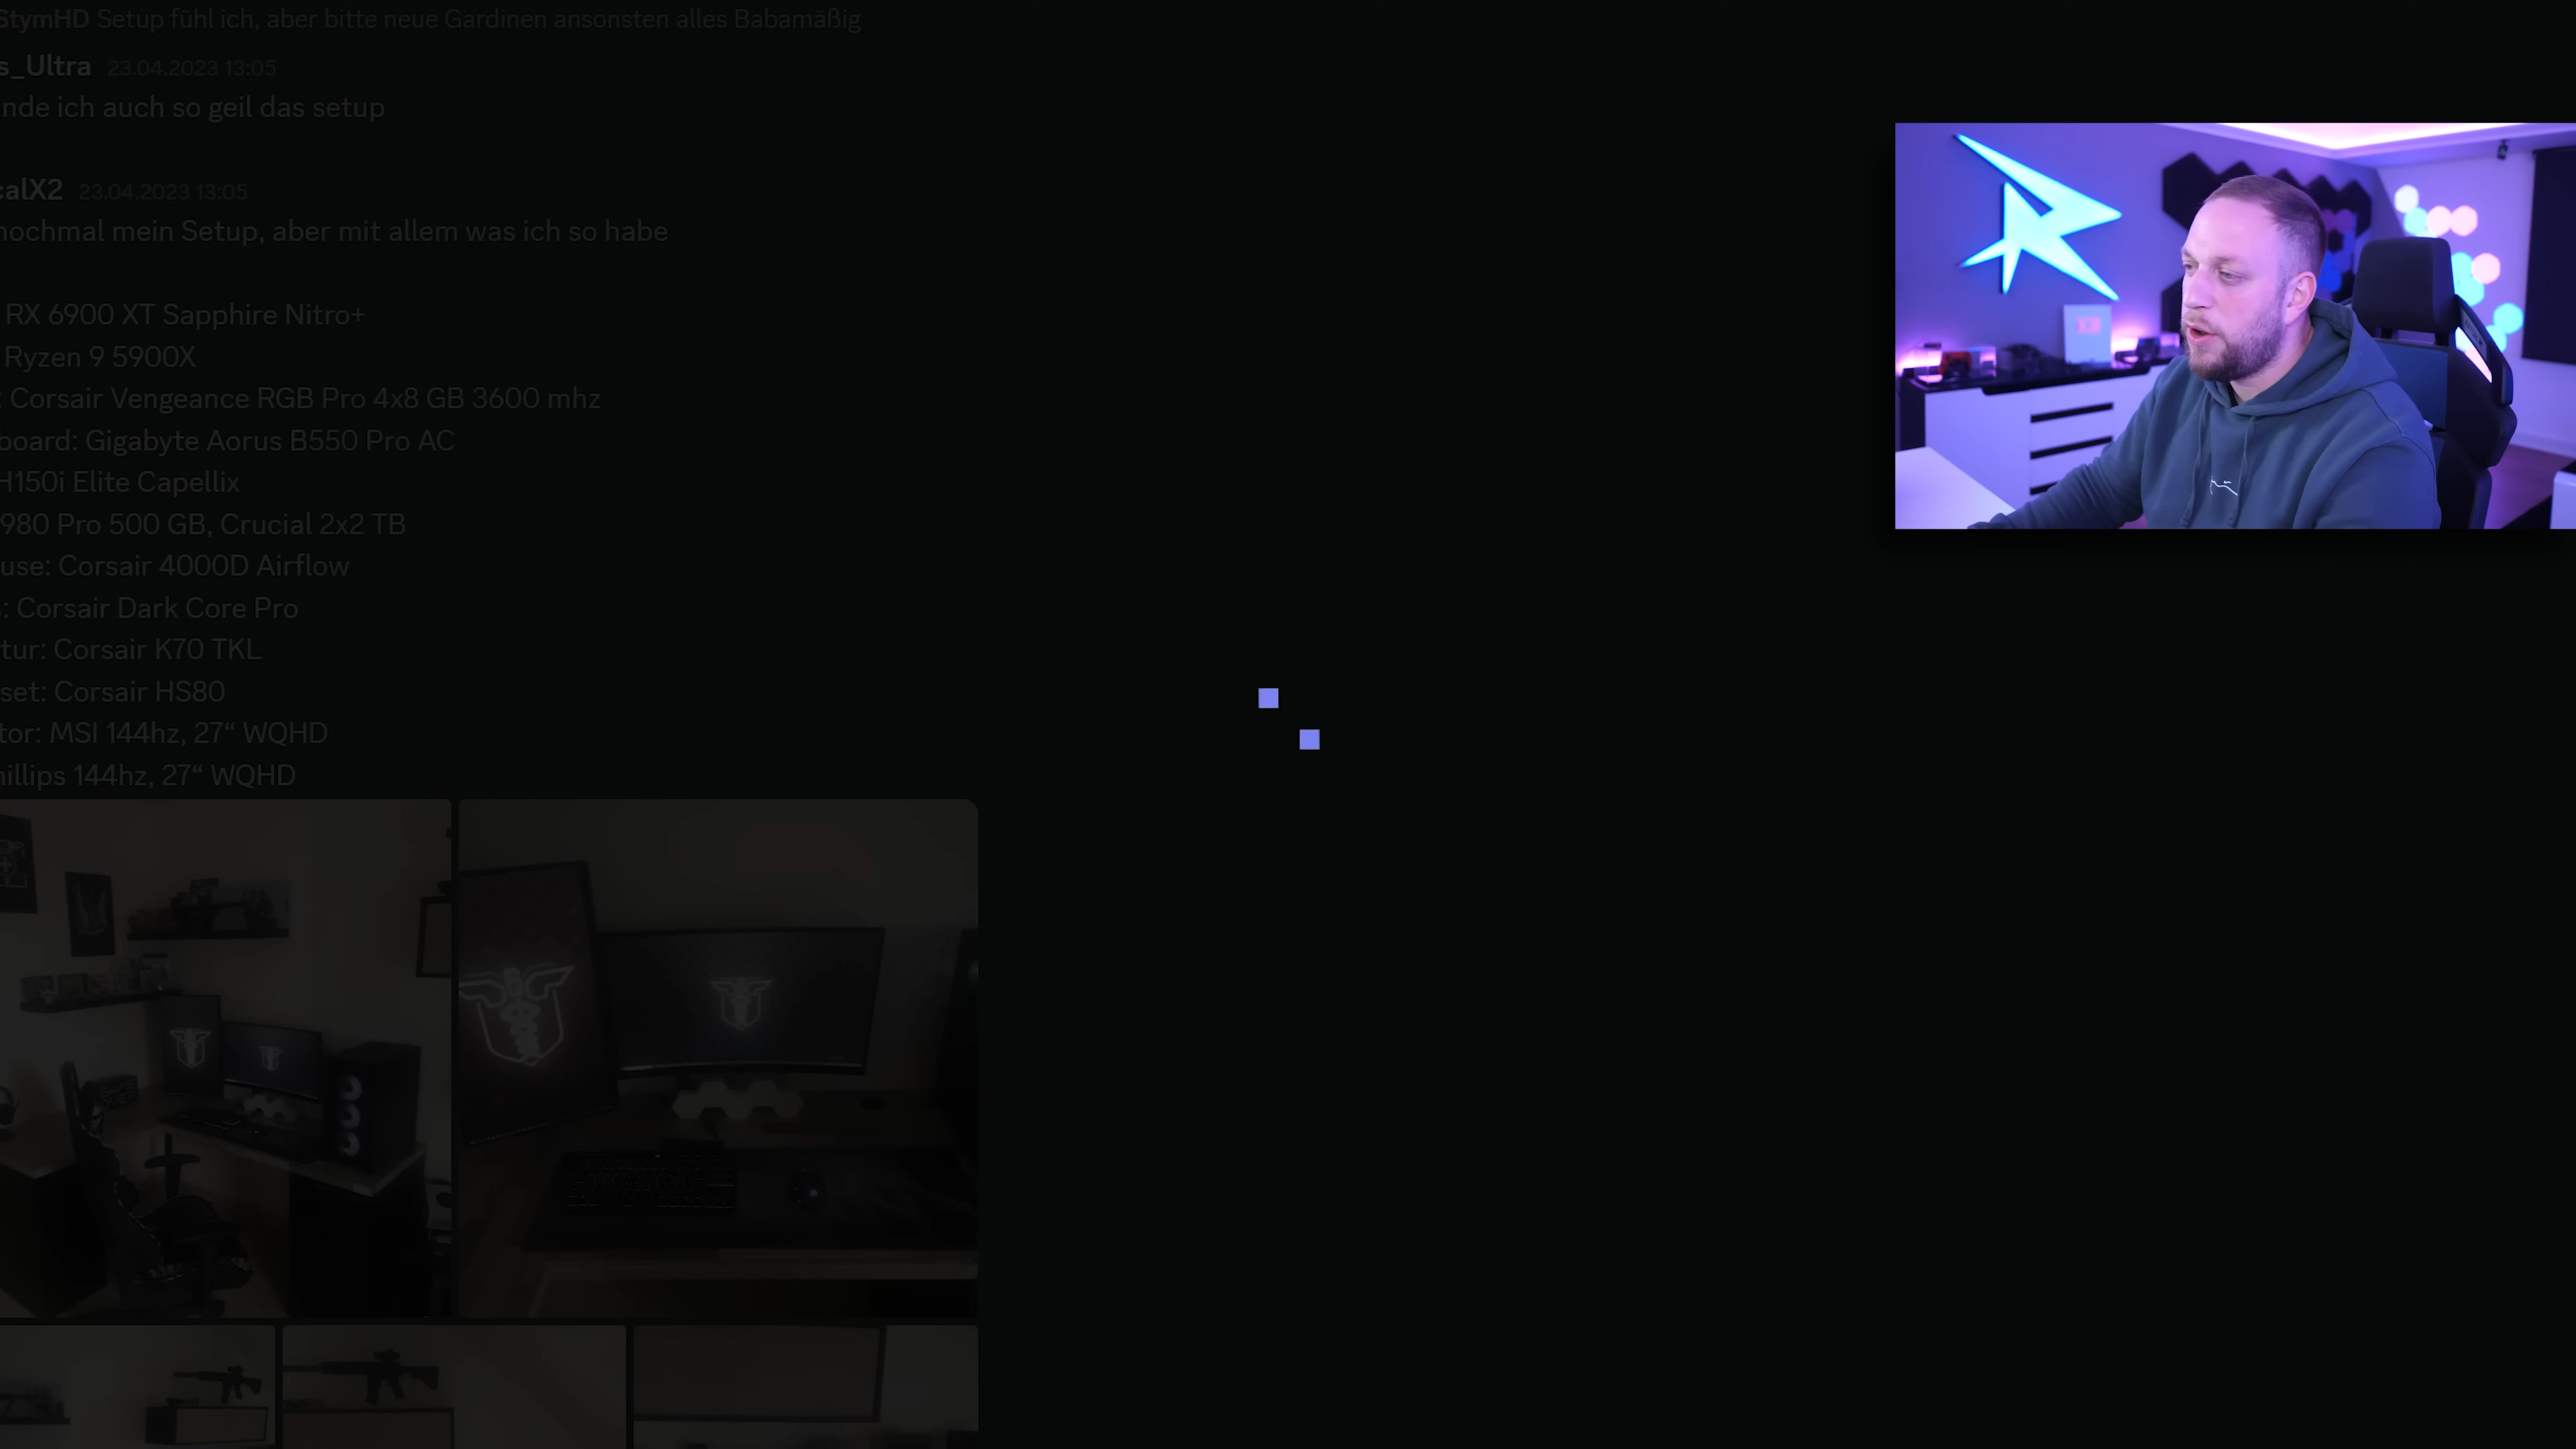 StymHD Setup fühl ich, aber bitte neue Gardinen ansonsten alles Babamäßig
s_Ultra 23.04.2023 13:05
nde ich auch so geil das setup
calX2 23.04.2023 13:05
nochmal mein Setup, aber mit allem was ich so habe
RX 6900 XT Sapphire Nitro+
Ryzen 9 5900X
: Corsair Vengeance RGB Pro 4x8 GB 3600 mhz
board: Gigabyte Aorus B550 Pro AC
H150i Elite Capellix
980 Pro 500 GB, Crucial 2x2 TB
use: Corsair 4000D Airflow
: Corsair Dark Core Pro
tur: Corsair K70 TKL
set: Corsair HS80
tor: MSI 144hz, 27“ WQHD
hillips 144hz, 27“ WQHD